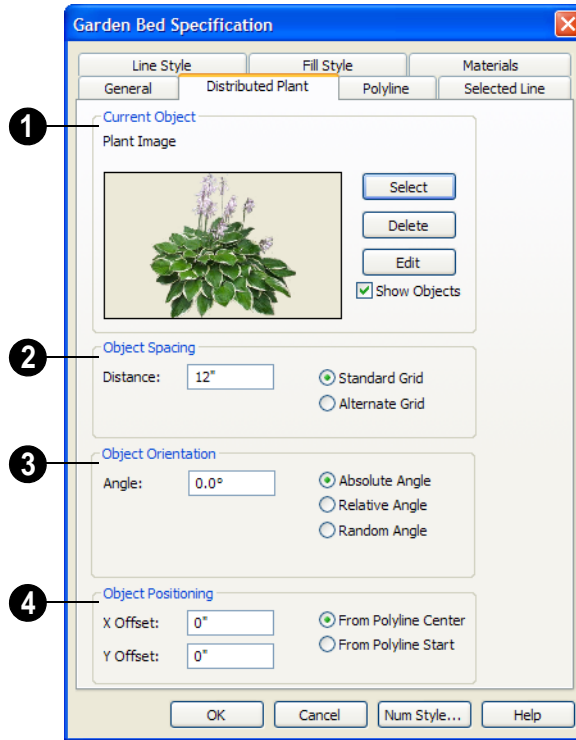 Garden Bed Specification
Line Style Fill Style Materials
General Distributed Plant Polyline Selected Line
1 Current Object
Plant Image
Select
Delete
Edit
Show Objects
2 Object Spacing
Distance: 12" Standard Grid
Alternate Grid
3 Object Orientation
Angle: 0.0° Absolute Angle
Relative Angle
Random Angle
4 Object Positioning
X Offset: 0" From Polyline Center
From Polyline Start
Y Offset: 0"
OK Cancel Num Style... Help